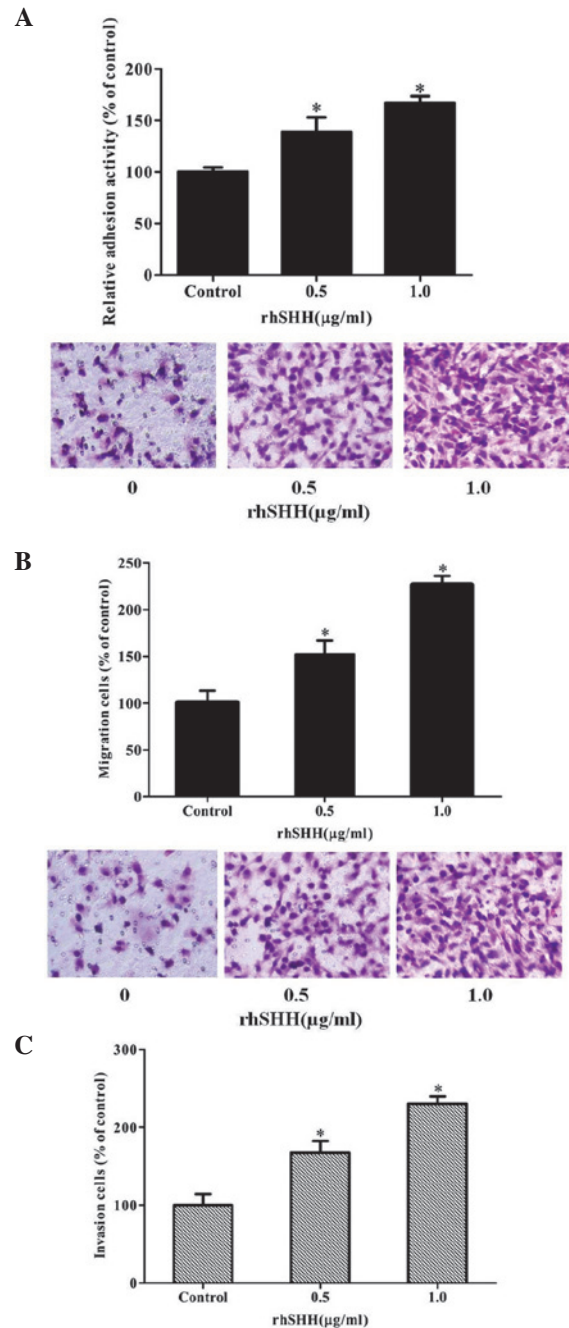 A
Relative adhesion activity (% of control)
200
150
100
50
0
Control 0.5 1.0
* *
rhSHH(μg/ml)
0 0.5 1.0
rhSHH(μg/ml)
B
Migration cells (% of control)
250
200
150
100
50
0
* *
Control 0.5 1.0
rhSHH(μg/ml)
0 0.5 1.0
rhSHH(μg/ml)
C
Invasion cells (% of control)
300
200
100
0
* *
Control 0.5 1.0
rhSHH(μg/ml)